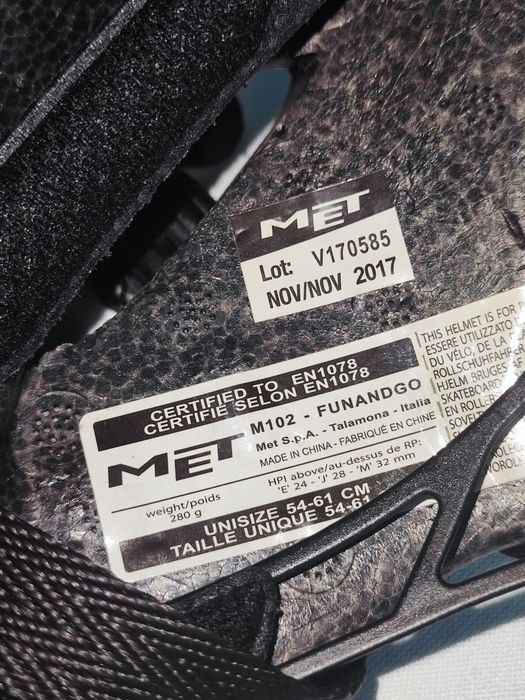 MET
Lot: V170585
NOV/NOV 2017
CERTIFIED TO EN1078
CERTIFIÉ SELON EN1078
MET
M102 - FUNANDGO
Met S.p.A. - Talamona - Italia
MADE IN CHINA - FABRIQUÉ EN CHINE
weight/poids
280 g
HPI above/au-dessus de RP:
'E' 24 - 'J' 28 - 'M' 32 mm
UNISIZE 54-61 CM
TAILLE UNIQUE 54-61
THIS HELMET IS FOR
ESSERE UTILIZZATO
DU VÉLO, DE LA
ROLLSCHUHFAHR
HJELM BRUGES
SKATEBOARD
EN ROLLER